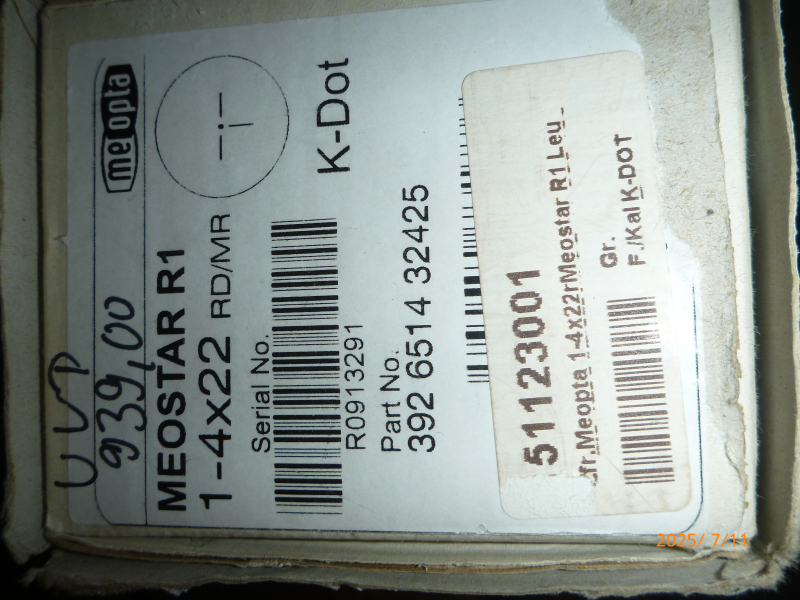 UVP
939,00
meopta
MEOSTAR R1
1-4x22 RD/MR
Serial No.
R0913291
Part No.
392 6514 32425
K-Dot
51123001
fr.Meopta 1-4x22rMeostar R1 Leu
Gr.
F./Kal K-DOT
2025/ 7/11